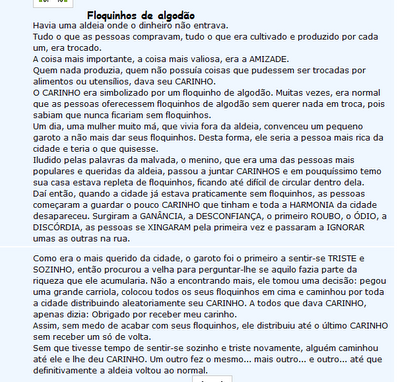 Floquinhos de algodão
Havia uma aldeia onde o dinheiro não entrava.
Tudo o que as pessoas compravam, tudo o que era cultivado e produzido por cada
um, era trocado.
A coisa mais importante, a coisa mais valiosa, era a AMIZADE.
Quem nada produzia, quem não possuía coisas que pudessem ser trocadas por
alimentos ou utensílios, dava seu CARINHO.
O CARINHO era simbolizado por um floquinho de algodão. Muitas vezes, era normal
que as pessoas oferecessem floquinhos de algodão sem querer nada em troca, pois
sabiam que nunca ficariam sem floquinhos.
Um dia, uma mulher muito má, que vivia fora da aldeia, convenceu um pequeno
garoto a não mais dar seus floquinhos. Desta forma, ele seria a pessoa mais rica da
cidade e teria o que quisesse.
Iludido pelas palavras da malvada, o menino, que era uma das pessoas mais
populares e queridas da aldeia, passou a juntar CARINHOS e em pouquíssimo tempo
sua casa estava repleta de floquinhos, ficando até difícil de circular dentro dela.
Daí então, quando a cidade já estava praticamente sem floquinhos, as pessoas
começaram a guardar o pouco CARINHO que tinham e toda a HARMONIA da cidade
desapareceu. Surgiram a GANÂNCIA, a DESCONFIANÇA, o primeiro ROUBO, o ÓDIO, a
DISCÓRDIA, as pessoas se XINGARAM pela primeira vez e passaram a IGNORAR
umas as outras na rua.
Como era o mais querido da cidade, o garoto foi o primeiro a sentir-se TRISTE e
SOZINHO, então procurou a velha para perguntar-lhe se aquilo fazia parte da
riqueza que ele acumularia. Não a encontrando mais, ele tomou uma decisão: pegou
uma grande carriola, colocou todos os seus floquinhos em cima e caminhou por toda
a cidade distribuindo aleatoriamente seu CARINHO. A todos que dava CARINHO,
apenas dizia: Obrigado por receber meu carinho.
Assim, sem medo de acabar com seus floquinhos, ele distribuiu até o último CARINHO
sem receber um só de volta.
Sem que tivesse tempo de sentir-se sozinho e triste novamente, alguém caminhou
até ele e lhe deu CARINHO. Um outro fez o mesmo... mais outro... e outro... até que
definitivamente a aldeia voltou ao normal.